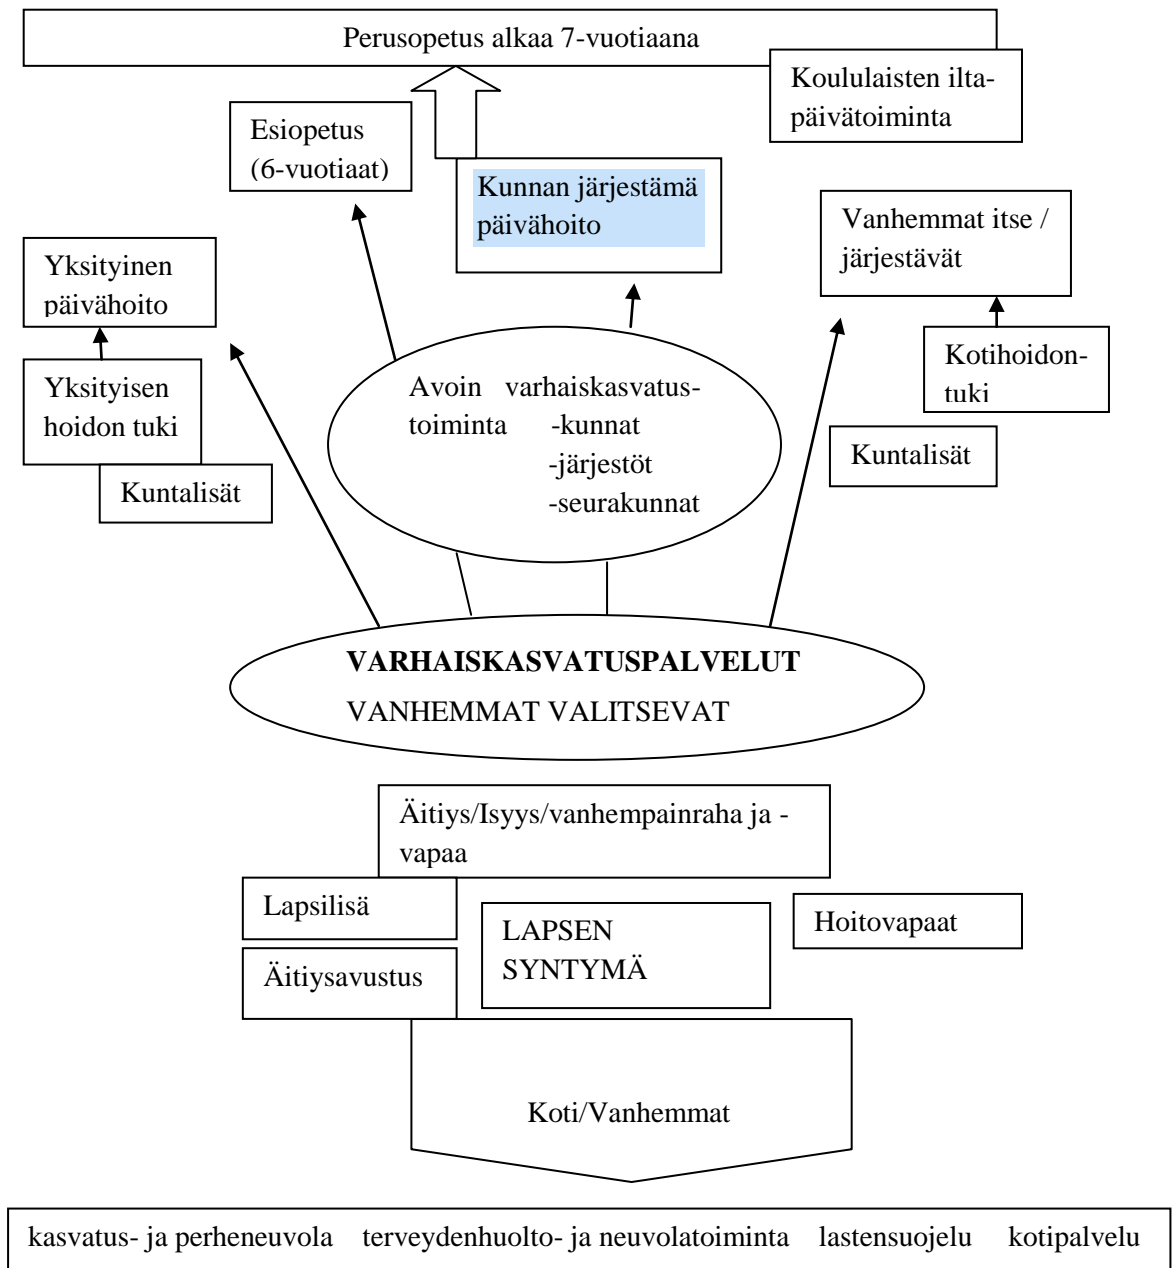 Perusopetus alkaa 7-vuotiaana
Koululaisten ilta-
päivätoiminta
Esiopetus
(6-vuotiaat)
Kunnan järjestämä
päivähoito
Vanhemmat itse /
järjestävät
Yksityinen
päivähoito
Kotihoidon-
tuki
Yksityisen
hoidon tuki
Avoin varhaiskasvatus-
toiminta -kunnat
-järjestöt
-seurakunnat
Kuntalisät
Kuntalisät
VARHAISKASVATUSPALVELUT
VANHEMMAT VALITSEVAT
Äitiys/Isyys/vanhempainraha ja -
vapaa
Lapsilisä
LAPSEN
SYNTYMÄ
Hoitovapaat
Äitiysavustus
Koti/Vanhemmat
kasvatus- ja perheneuvola terveydenhuolto- ja neuvolatoiminta lastensuojelu kotipalvelu